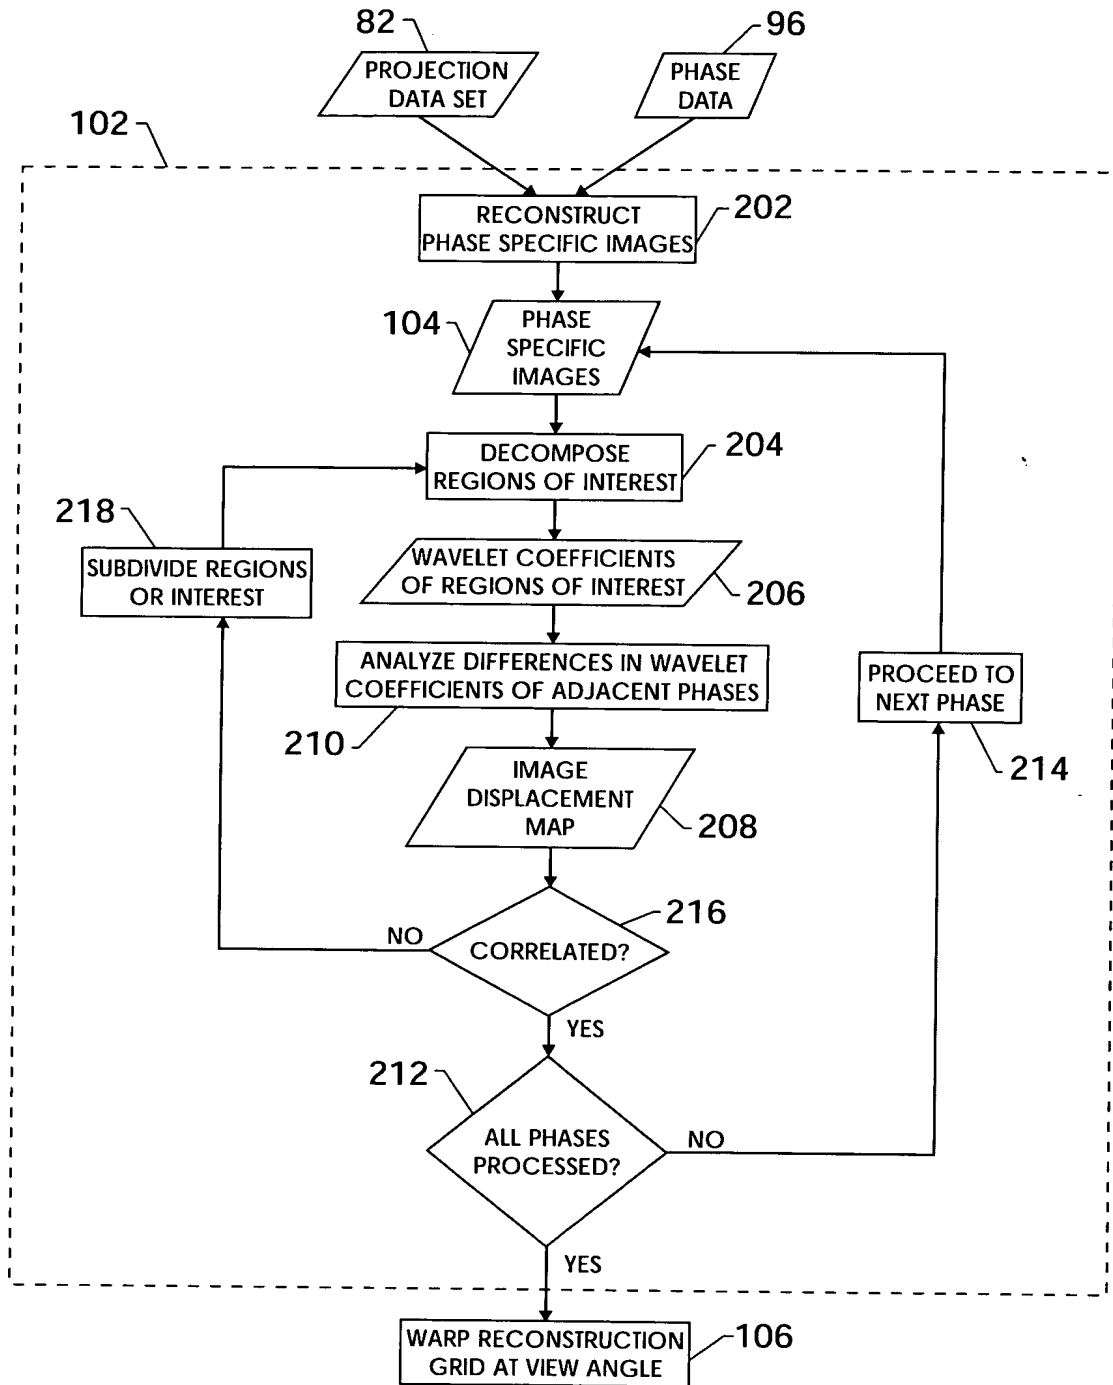 82
96
PROJECTION
DATA SET
PHASE
DATA
102
RECONSTRUCT
PHASE SPECIFIC IMAGES
202
104
PHASE
SPECIFIC
IMAGES
DECOMPOSE
REGIONS OF INTEREST
204
218
SUBDIVIDE REGIONS
OR INTEREST
WAVELET COEFFICIENTS
OF REGIONS OF INTEREST
206
ANALYZE DIFFERENCES IN WAVELET
COEFFICIENTS OF ADJACENT PHASES
210
PROCEED TO
NEXT PHASE
214
IMAGE
DISPLACEMENT
MAP
208
216
NO
CORRELATED?
YES
212
ALL PHASES
PROCESSED?
NO
YES
WARP RECONSTRUCTION
GRID AT VIEW ANGLE
106